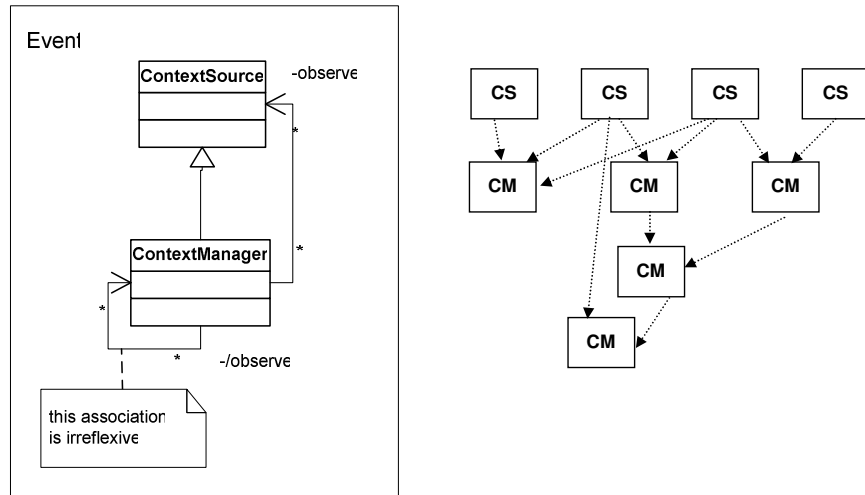 Event
ContextSource
-observe
*
*
ContextManager
*
*
-/observe
this association
is irreflexive
CS
CS
CS
CS
CM
CM
CM
CM
CM